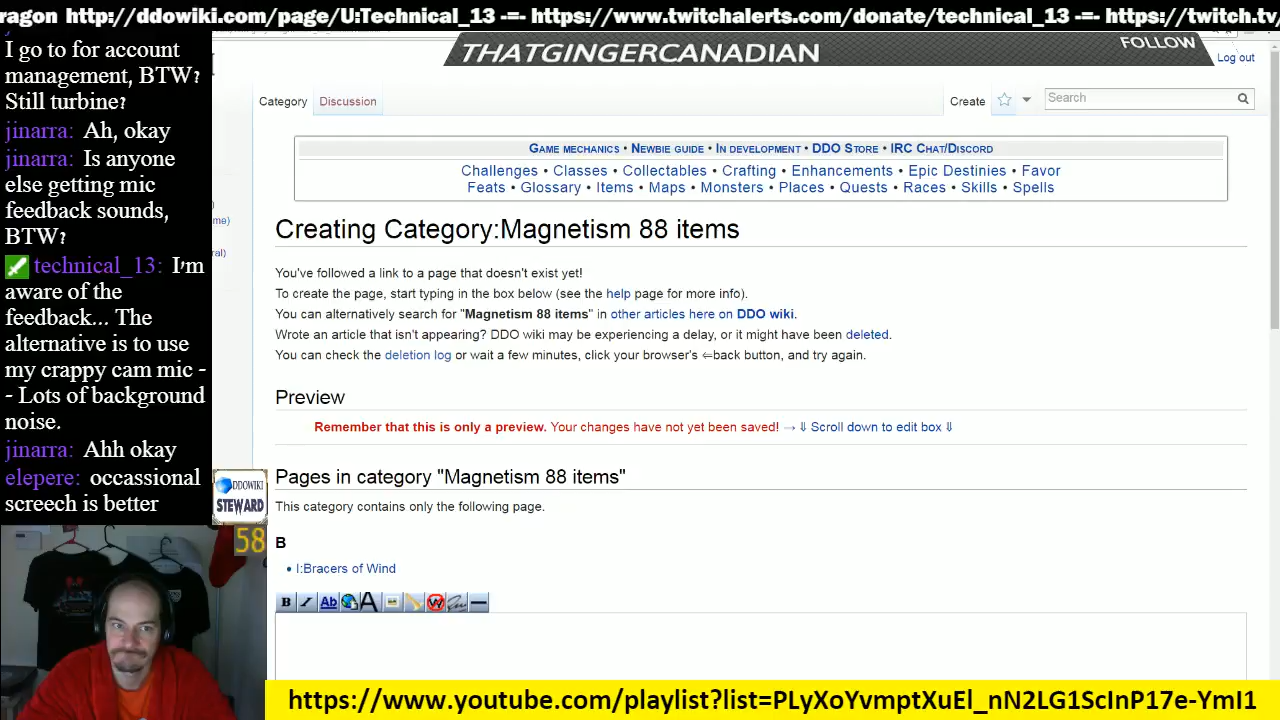 ragon http://ddowiki.com/page/U:Technical_13 -=- https://www.twitchalerts.com/donate/technical_13 -=- https://twitch.tv/
I go to for account
management, BTW?
Still turbine?
jinarra: Ah, okay
jinarra: Is anyone
else getting mic
feedback sounds,
BTW?
technical_13: I'm
aware of the
feedback... The
alternative is to use
my crappy cam mic -
- Lots of background
noise.
jinarra: Ahh okay
elepere: occassional
screech is better
THATGINGERCANADIAN
FOLLOW
Log out
Category
Discussion
Create
Search
GAME MECHANICS • NEWBIE GUIDE • IN DEVELOPMENT • DDO STORE • IRC CHAT/DISCORD
Challenges • Classes • Collectables • Crafting • Enhancements • Epic Destinies • Favor
Feats • Glossary • Items • Maps • Monsters • Places • Quests • Races • Skills • Spells
me)
ral)
Creating Category:Magnetism 88 items
You've followed a link to a page that doesn't exist yet!
To create the page, start typing in the box below (see the help page for more info).
You can alternatively search for "Magnetism 88 items" in other articles here on DDO wiki.
Wrote an article that isn't appearing? DDO wiki may be experiencing a delay, or it might have been deleted.
You can check the deletion log or wait a few minutes, click your browser's ⇐back button, and try again.
Preview
Remember that this is only a preview. Your changes have not yet been saved! → ⇓ Scroll down to edit box ⇓
Pages in category "Magnetism 88 items"
This category contains only the following page.
B
• I:Bracers of Wind
B I Ab A W
DDOWIKI
STEWARD
58
https://www.youtube.com/playlist?list=PLyXoYvmptXuEl_nN2LG1ScInP17e-YmI1